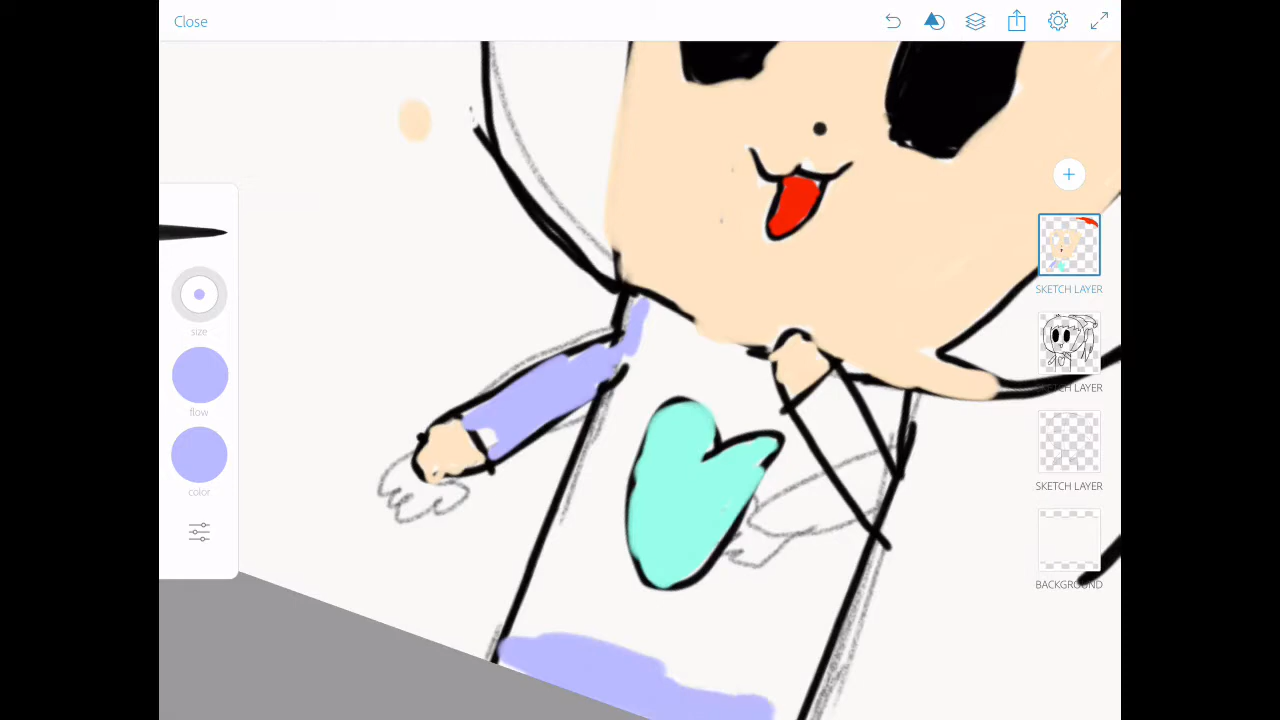 Close
size
flow
color
SKETCH LAYER
SKETCH LAYER
SKETCH LAYER
BACKGROUND